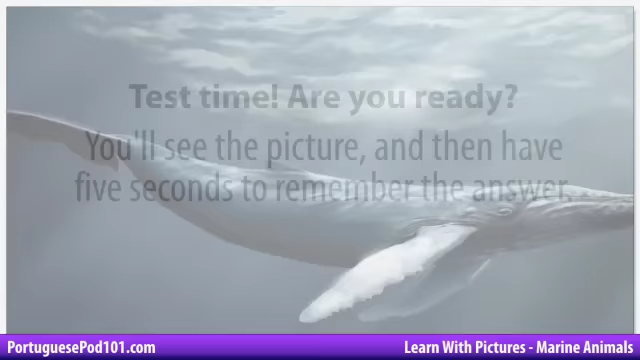 Test time! Are you ready?
You'll see the picture, and then have
five seconds to remember the answer.
PortuguesePod101.com
Learn With Pictures - Marine Animals